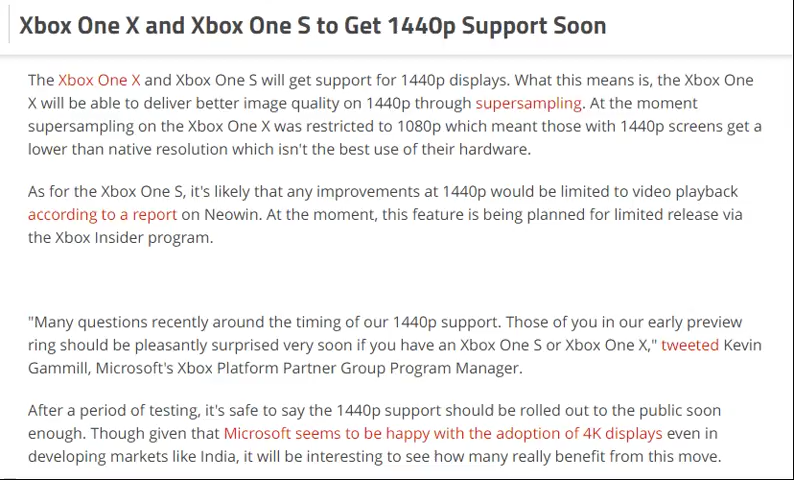 Xbox One X and Xbox One S to Get 1440p Support Soon
The Xbox One X and Xbox One S will get support for 1440p displays. What this means is, the Xbox One
X will be able to deliver better image quality on 1440p through supersampling. At the moment
supersampling on the Xbox One X was restricted to 1080p which meant those with 1440p screens get a
lower than native resolution which isn't the best use of their hardware.
As for the Xbox One S, it's likely that any improvements at 1440p would be limited to video playback
according to a report on Neowin. At the moment, this feature is being planned for limited release via
the Xbox Insider program.
"Many questions recently around the timing of our 1440p support. Those of you in our early preview
ring should be pleasantly surprised very soon if you have an Xbox One S or Xbox One X," tweeted Kevin
Gammill, Microsoft's Xbox Platform Partner Group Program Manager.
After a period of testing, it's safe to say the 1440p support should be rolled out to the public soon
enough. Though given that Microsoft seems to be happy with the adoption of 4K displays even in
developing markets like India, it will be interesting to see how many really benefit from this move.